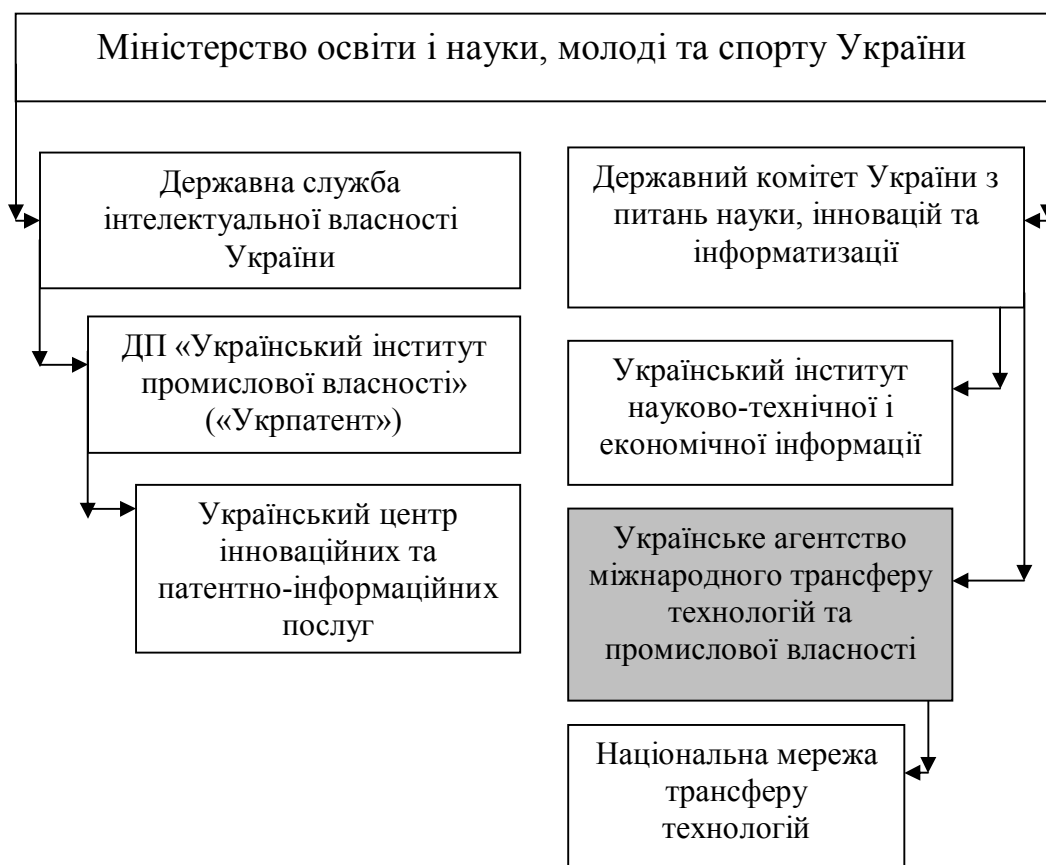 Міністерство освіти і науки, молоді та спорту України
Державна служба
інтелектуальної власності
України
ДП «Український інститут
промислової власності»
(«Укрпатент»)
Український центр
інноваційних та
патентно-інформаційних
послуг
Державний комітет України з
питань науки, інновацій та
інформатизації
Український інститут
науково-технічної і
економічної інформації
Українське агентство
міжнародного трансферу
технологій та
промислової власності
Національна мережа
трансферу
технологій